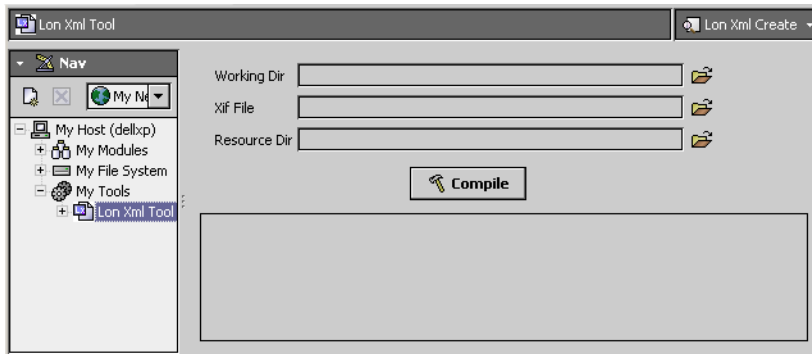 Lon Xml Tool
Lon Xml Create
Nav
My Ne
My Host (dellxp)
My Modules
My File System
My Tools
Lon Xml Tool
Working Dir
Xif File
Resource Dir
Compile